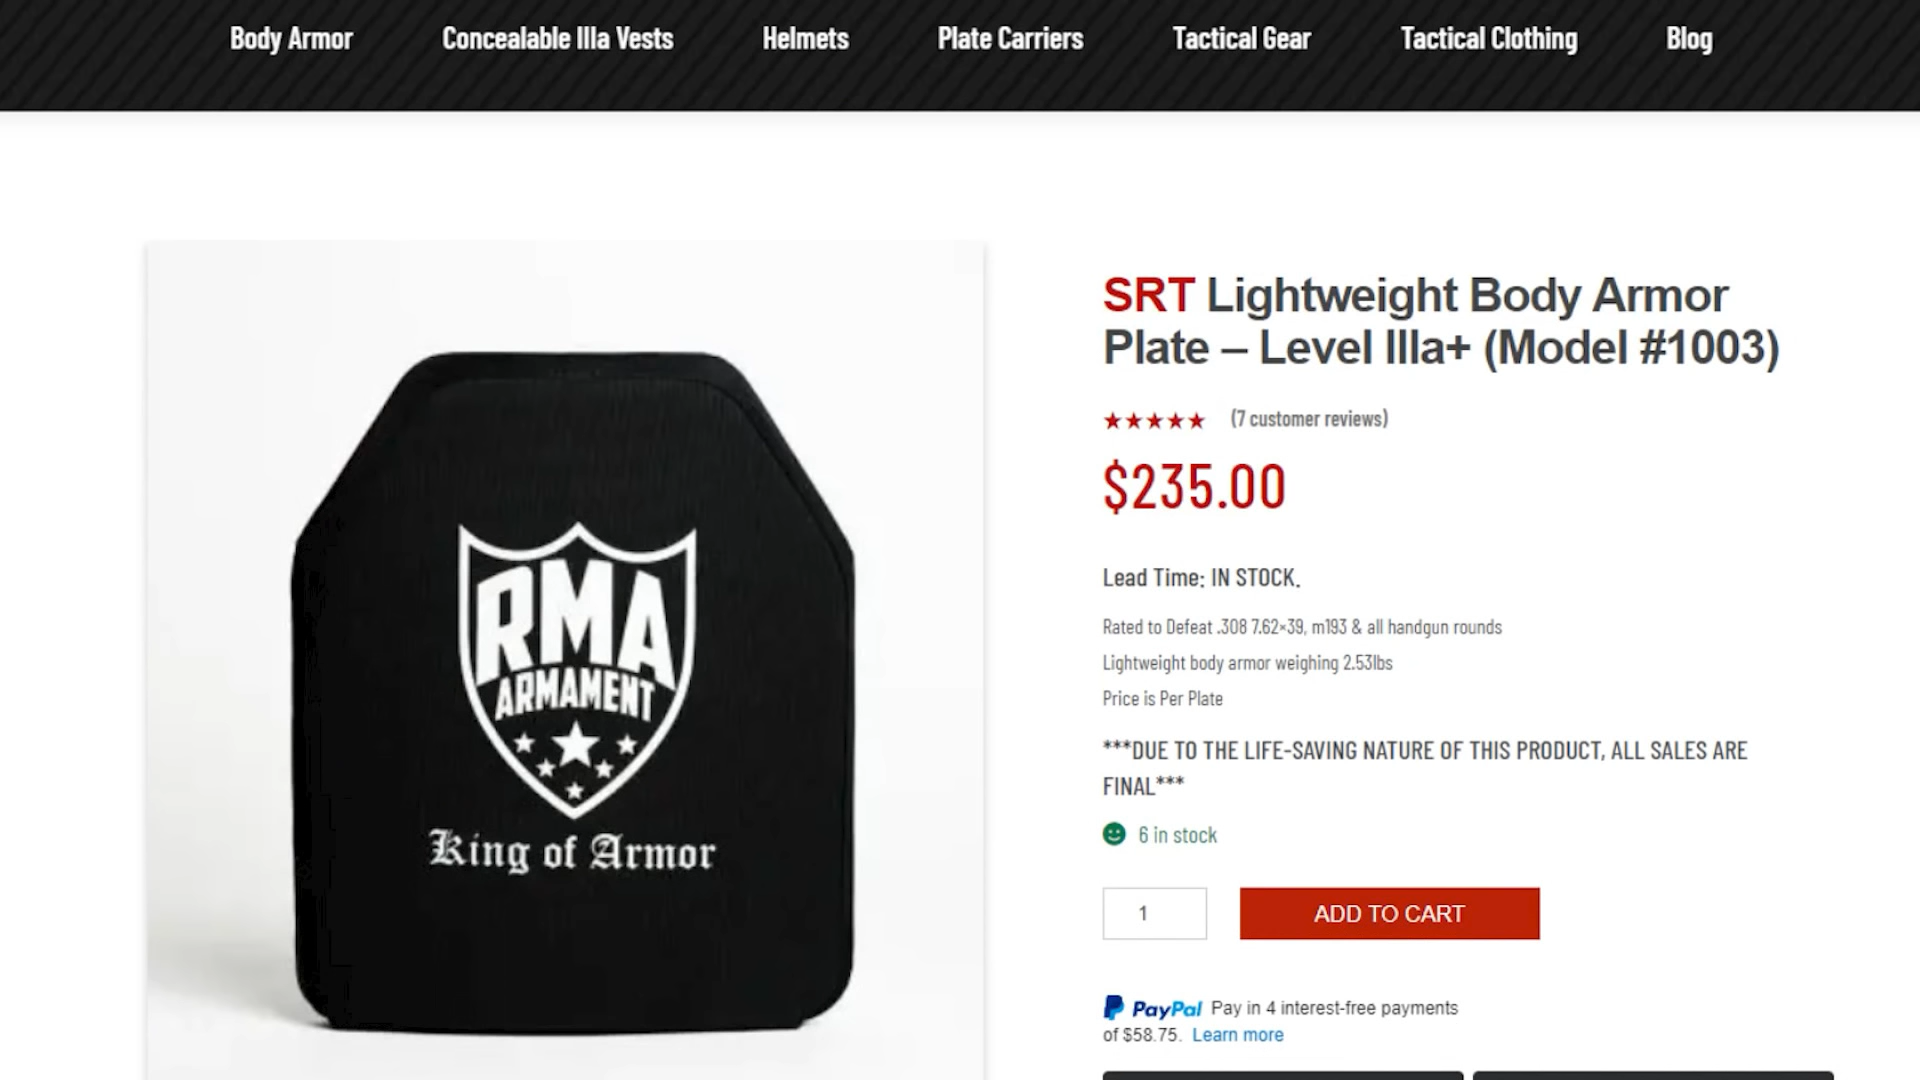 Body Armor
Concealable IIIa Vests
Helmets
Plate Carriers
Tactical Gear
Tactical Clothing
Blog
RMA
ARMAMENT
King of Armor
SRT Lightweight Body Armor
Plate – Level IIIa+ (Model #1003)
★★★★★ (7 customer reviews)
$235.00
Lead Time: IN STOCK.
Rated to Defeat .308 7.62×39, m193 & all handgun rounds
Lightweight body armor weighing 2.53lbs
Price is Per Plate
***DUE TO THE LIFE-SAVING NATURE OF THIS PRODUCT, ALL SALES ARE
FINAL***
6 in stock
1
ADD TO CART
PayPal Pay in 4 interest-free payments
of $58.75. Learn more